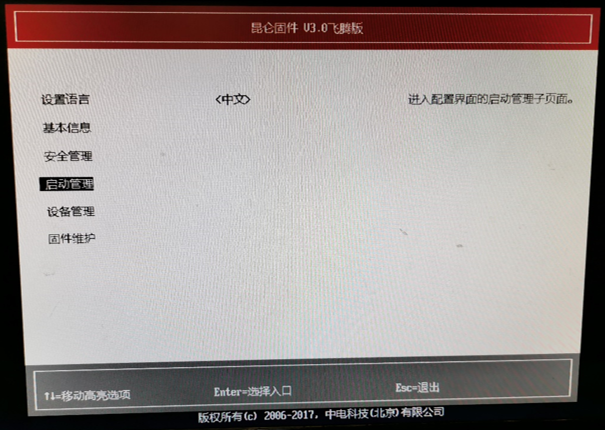 昆仑固件 V3.0飞腾版
设置语言 <中文> 进入配置界面的启动管理子页面。
基本信息
安全管理
启动管理
设备管理
固件维护
↑↓=移动高亮选项 Enter=选择入口 Esc=退出
版权所有(c) 2006-2017, 中电科技(北京)有限公司